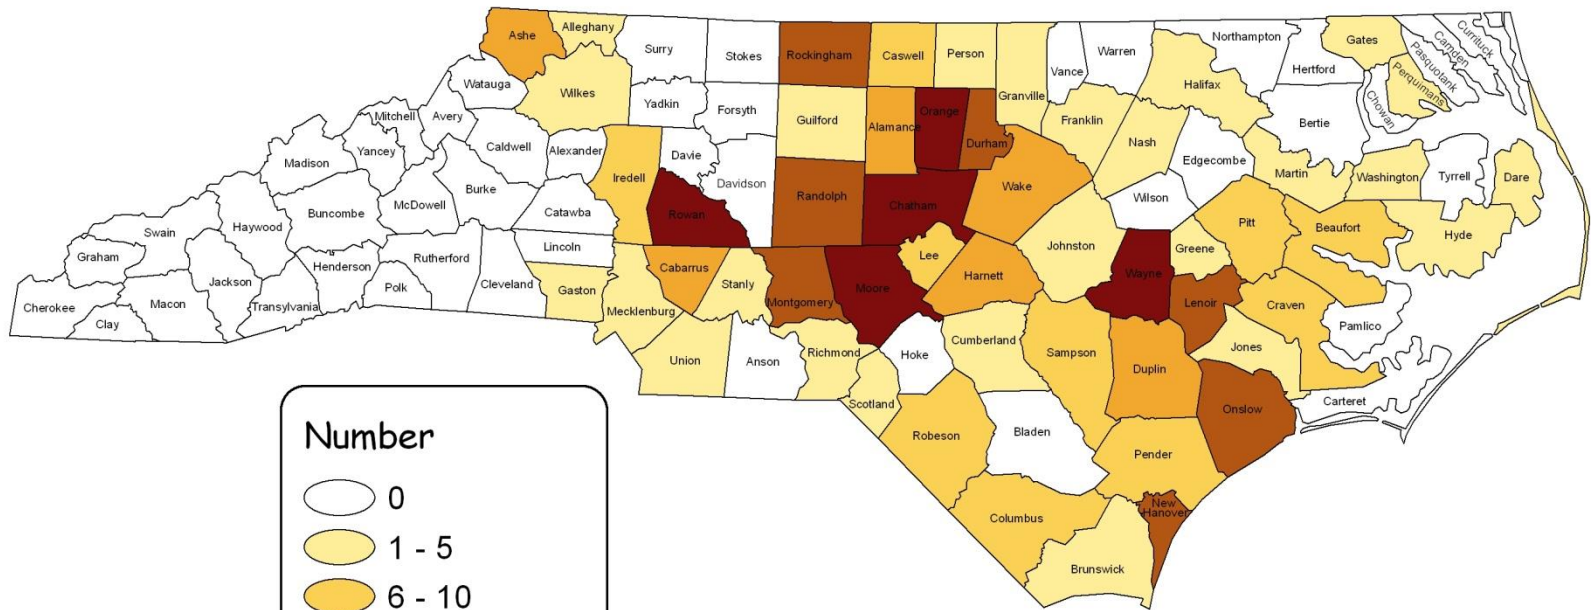 Ashe
Alleghany
Surry
Stokes
Rockingham
Caswell
Person
Granville
Vance
Warren
Northampton
Hertford
Gates
Currituck
Camden
Pasquotank
Perquimans
Chowan
Watauga
Wilkes
Yadkin
Forsyth
Guilford
Alamance
Orange
Durham
Franklin
Halifax
Bertie
Mitchell
Avery
Yancey
Madison
Caldwell
Alexander
Iredell
Davie
Davidson
Randolph
Chatham
Wake
Nash
Edgecombe
Martin
Washington
Tyrrell
Dare
Swain
Haywood
Buncombe
McDowell
Burke
Catawba
Rowan
Wilson
Pitt
Beaufort
Hyde
Graham
Jackson
Henderson
Rutherford
Lincoln
Cabarrus
Stanly
Lee
Harnett
Johnston
Wayne
Greene
Cherokee
Clay
Macon
Transylvania
Polk
Cleveland
Gaston
Mecklenburg
Montgomery
Moore
Lenoir
Craven
Pamlico
Union
Anson
Richmond
Hoke
Scotland
Cumberland
Sampson
Duplin
Jones
Onslow
Carteret
Robeson
Bladen
Pender
Columbus
Brunswick
New
Hanover
Number
0
1 - 5
6 - 10